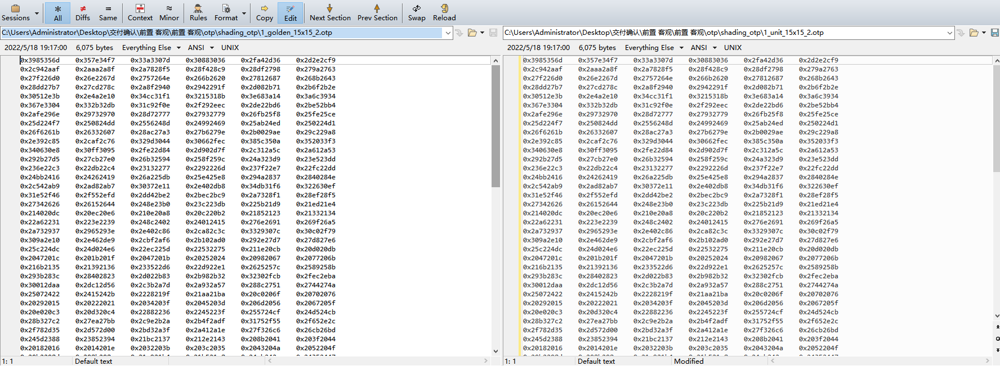 Sessions All Diffs Same Context Minor Rules Format Copy Edit Next Section Prev Section Swap Reload
C:\Users\Administrator\Desktop\交付确认\前置 客观\前置 客观\otp\shading_otp\1_golden_15x15_2.otp C:\Users\Administrator\Desktop\交付确认\前置 客观\前置 客观\otp\shading_otp\1_unit_15x15_2.otp
2022/5/18 19:17:00 6,075 bytes Everything Else ANSI UNIX 2022/5/18 19:17:00 6,075 bytes Everything Else ANSI UNIX
0x3985356d 0x357e34f7 0x33a3307d 0x30883036 0x2fa42d36 0x2d2e2cf9 0x3985356d 0x357e34f7 0x33a3307d 0x30883036 0x2fa42d36 0x2d2e2cf9
0x2c942aaf 0x2aaa2a8f 0x2a7828f5 0x28f428c9 0x28df2798 0x279a2763 0x2c942aaf 0x2aaa2a8f 0x2a7828f5 0x28f428c9 0x28df2798 0x279a2763
0x27f226d0 0x26e2267d 0x2757264e 0x266b2620 0x27812687 0x268b2643 0x27f226d0 0x26e2267d 0x2757264e 0x266b2620 0x27812687 0x268b2643
0x28dd27b7 0x27cd278c 0x2a8f2940 0x2942291f 0x2d082b71 0x2b6f2b2e 0x28dd27b7 0x27cd278c 0x2a8f2940 0x2942291f 0x2d082b71 0x2b6f2b2e
0x30512e3b 0x2e4a2e10 0x34cc31f1 0x3215318b 0x3e683a14 0x3a6c3934 0x30512e3b 0x2e4a2e10 0x34cc31f1 0x3215318b 0x3e683a14 0x3a6c3934
0x367e3304 0x332b32db 0x31c92f0e 0x2f292eec 0x2de22bd6 0x2be52bb4 0x367e3304 0x332b32db 0x31c92f0e 0x2f292eec 0x2de22bd6 0x2be52bb4
0x2afe296e 0x29732970 0x28d72777 0x27932779 0x26fb25f8 0x25fe25ce 0x2afe296e 0x29732970 0x28d72777 0x27932779 0x26fb25f8 0x25fe25ce
0x25d224f7 0x250824dd 0x2556248d 0x24992469 0x25ab24ed 0x250224d1 0x25d224f7 0x250824dd 0x2556248d 0x24992469 0x25ab24ed 0x250224d1
0x26f6261b 0x26332607 0x28ac27a3 0x27b6279e 0x2b0029ae 0x29c229a8 0x26f6261b 0x26332607 0x28ac27a3 0x27b6279e 0x2b0029ae 0x29c229a8
0x2e392c85 0x2caf2c76 0x329d3044 0x30662fec 0x385c350a 0x352033f3 0x2e392c85 0x2caf2c76 0x329d3044 0x30662fec 0x385c350a 0x352033f3
0x340630e8 0x30ff3095 0x2fe22d84 0x2d902d7f 0x2c312a5c 0x2a612a53 0x340630e8 0x30ff3095 0x2fe22d84 0x2d902d7f 0x2c312a5c 0x2a612a53
0x292b27d5 0x27cb27e0 0x26b32594 0x258f259c 0x24a323d9 0x23e523dd 0x292b27d5 0x27cb27e0 0x26b32594 0x258f259c 0x24a323d9 0x23e523dd
0x236e22c3 0x22db22c4 0x23132277 0x2292226d 0x237f22e7 0x22fc22dd 0x236e22c3 0x22db22c4 0x23132277 0x2292226d 0x237f22e7 0x22fc22dd
0x24bb2416 0x24262419 0x26a225db 0x25e425e8 0x294a2837 0x2840284e 0x24bb2416 0x24262419 0x26a225db 0x25e425e8 0x294a2837 0x2840284e
0x2c542ab9 0x2ad82ab7 0x30372e11 0x2e402db8 0x34db31f6 0x322630ef 0x2c542ab9 0x2ad82ab7 0x30372e11 0x2e402db8 0x34db31f6 0x322630ef
0x31e52f46 0x2f552efd 0x2dd42be2 0x2bec2bc9 0x2a7328f1 0x28ef28f5 0x31e52f46 0x2f552efd 0x2dd42be2 0x2bec2bc9 0x2a7328f1 0x28ef28f5
0x27342626 0x26152644 0x248e23b0 0x23c223db 0x225b21d9 0x21ed21e4 0x27342626 0x26152644 0x248e23b0 0x23c223db 0x225b21d9 0x21ed21e4
0x214020dc 0x20ec20e6 0x210e20a8 0x20c220b2 0x21852123 0x21332134 0x214020dc 0x20ec20e6 0x210e20a8 0x20c220b2 0x21852123 0x21332134
0x22a62231 0x223e2239 0x248c2402 0x24012415 0x276e2691 0x269f26a5 0x22a62231 0x223e2239 0x248c2402 0x24012415 0x276e2691 0x269f26a5
0x2a732937 0x2965293e 0x2e402c86 0x2ca82c3c 0x3329307c 0x30c02f79 0x2a732937 0x2965293e 0x2e402c86 0x2ca82c3c 0x3329307c 0x30c02f79
0x309a2e10 0x2e462de9 0x2cbf2af6 0x2b102ad0 0x292e27d7 0x27d827e6 0x309a2e10 0x2e462de9 0x2cbf2af6 0x2b102ad0 0x292e27d7 0x27d827e6
0x25c224dc 0x24d024e6 0x22ec225d 0x22532275 0x211e20cb 0x20d020db 0x25c224dc 0x24d024e6 0x22ec225d 0x22532275 0x211e20cb 0x20d020db
0x2047201c 0x201b201f 0x2047201b 0x20252024 0x20982067 0x2077206b 0x2047201c 0x201b201f 0x2047201b 0x20252024 0x20982067 0x2077206b
0x216b2135 0x21392136 0x233522d6 0x22d922e1 0x2625257c 0x2589258b 0x216b2135 0x21392136 0x233522d6 0x22d922e1 0x2625257c 0x2589258b
0x293b283c 0x28402823 0x2d022b83 0x2b982b32 0x32302fcb 0x2fec2eba 0x293b283c 0x28402823 0x2d022b83 0x2b982b32 0x32302fcb 0x2fec2eba
0x30012daa 0x2dc12d56 0x2c3b2a7d 0x2a932a57 0x288c2751 0x2744274a 0x30012daa 0x2dc12d56 0x2c3b2a7d 0x2a932a57 0x288c2751 0x2744274a
0x25072422 0x2415242b 0x2228219f 0x21aa21ba 0x20c0206f 0x20702076 0x25072422 0x2415242b 0x2228219f 0x21aa21ba 0x20c0206f 0x20702076
0x20292015 0x20222021 0x2034203f 0x2045203d 0x206d2056 0x2067205f 0x20292015 0x20222021 0x2034203f 0x2045203d 0x206d2056 0x2067205f
0x20e020c3 0x20d320c4 0x22882236 0x2245223f 0x255724cf 0x24d524cb 0x20e020c3 0x20d320c4 0x22882236 0x2245223f 0x255724cf 0x24d524cb
0x28b327c2 0x27ea27bb 0x2c9e2b2a 0x2b4f2adf 0x31752f55 0x2f652e2c 0x28b327c2 0x27ea27bb 0x2c9e2b2a 0x2b4f2adf 0x31752f55 0x2f652e2c
0x2f782d35 0x2d572d00 0x2bd32a3f 0x2a412a1e 0x27f326c6 0x26cb26bd 0x2f782d35 0x2d572d00 0x2bd32a3f 0x2a412a1e 0x27f326c6 0x26cb26bd
0x245d2388 0x23852394 0x21bc2137 0x212e2143 0x208b2041 0x203f2044 0x245d2388 0x23852394 0x21bc2137 0x212e2143 0x208b2041 0x203f2044
0x20182016 0x2014201e 0x2032203b 0x203c2035 0x2043204a 0x2052204f 0x20182016 0x2014201e 0x2032203b 0x203c2035 0x2043204a 0x2052204f
1: 1 Default text 1: 1 Default text Modified